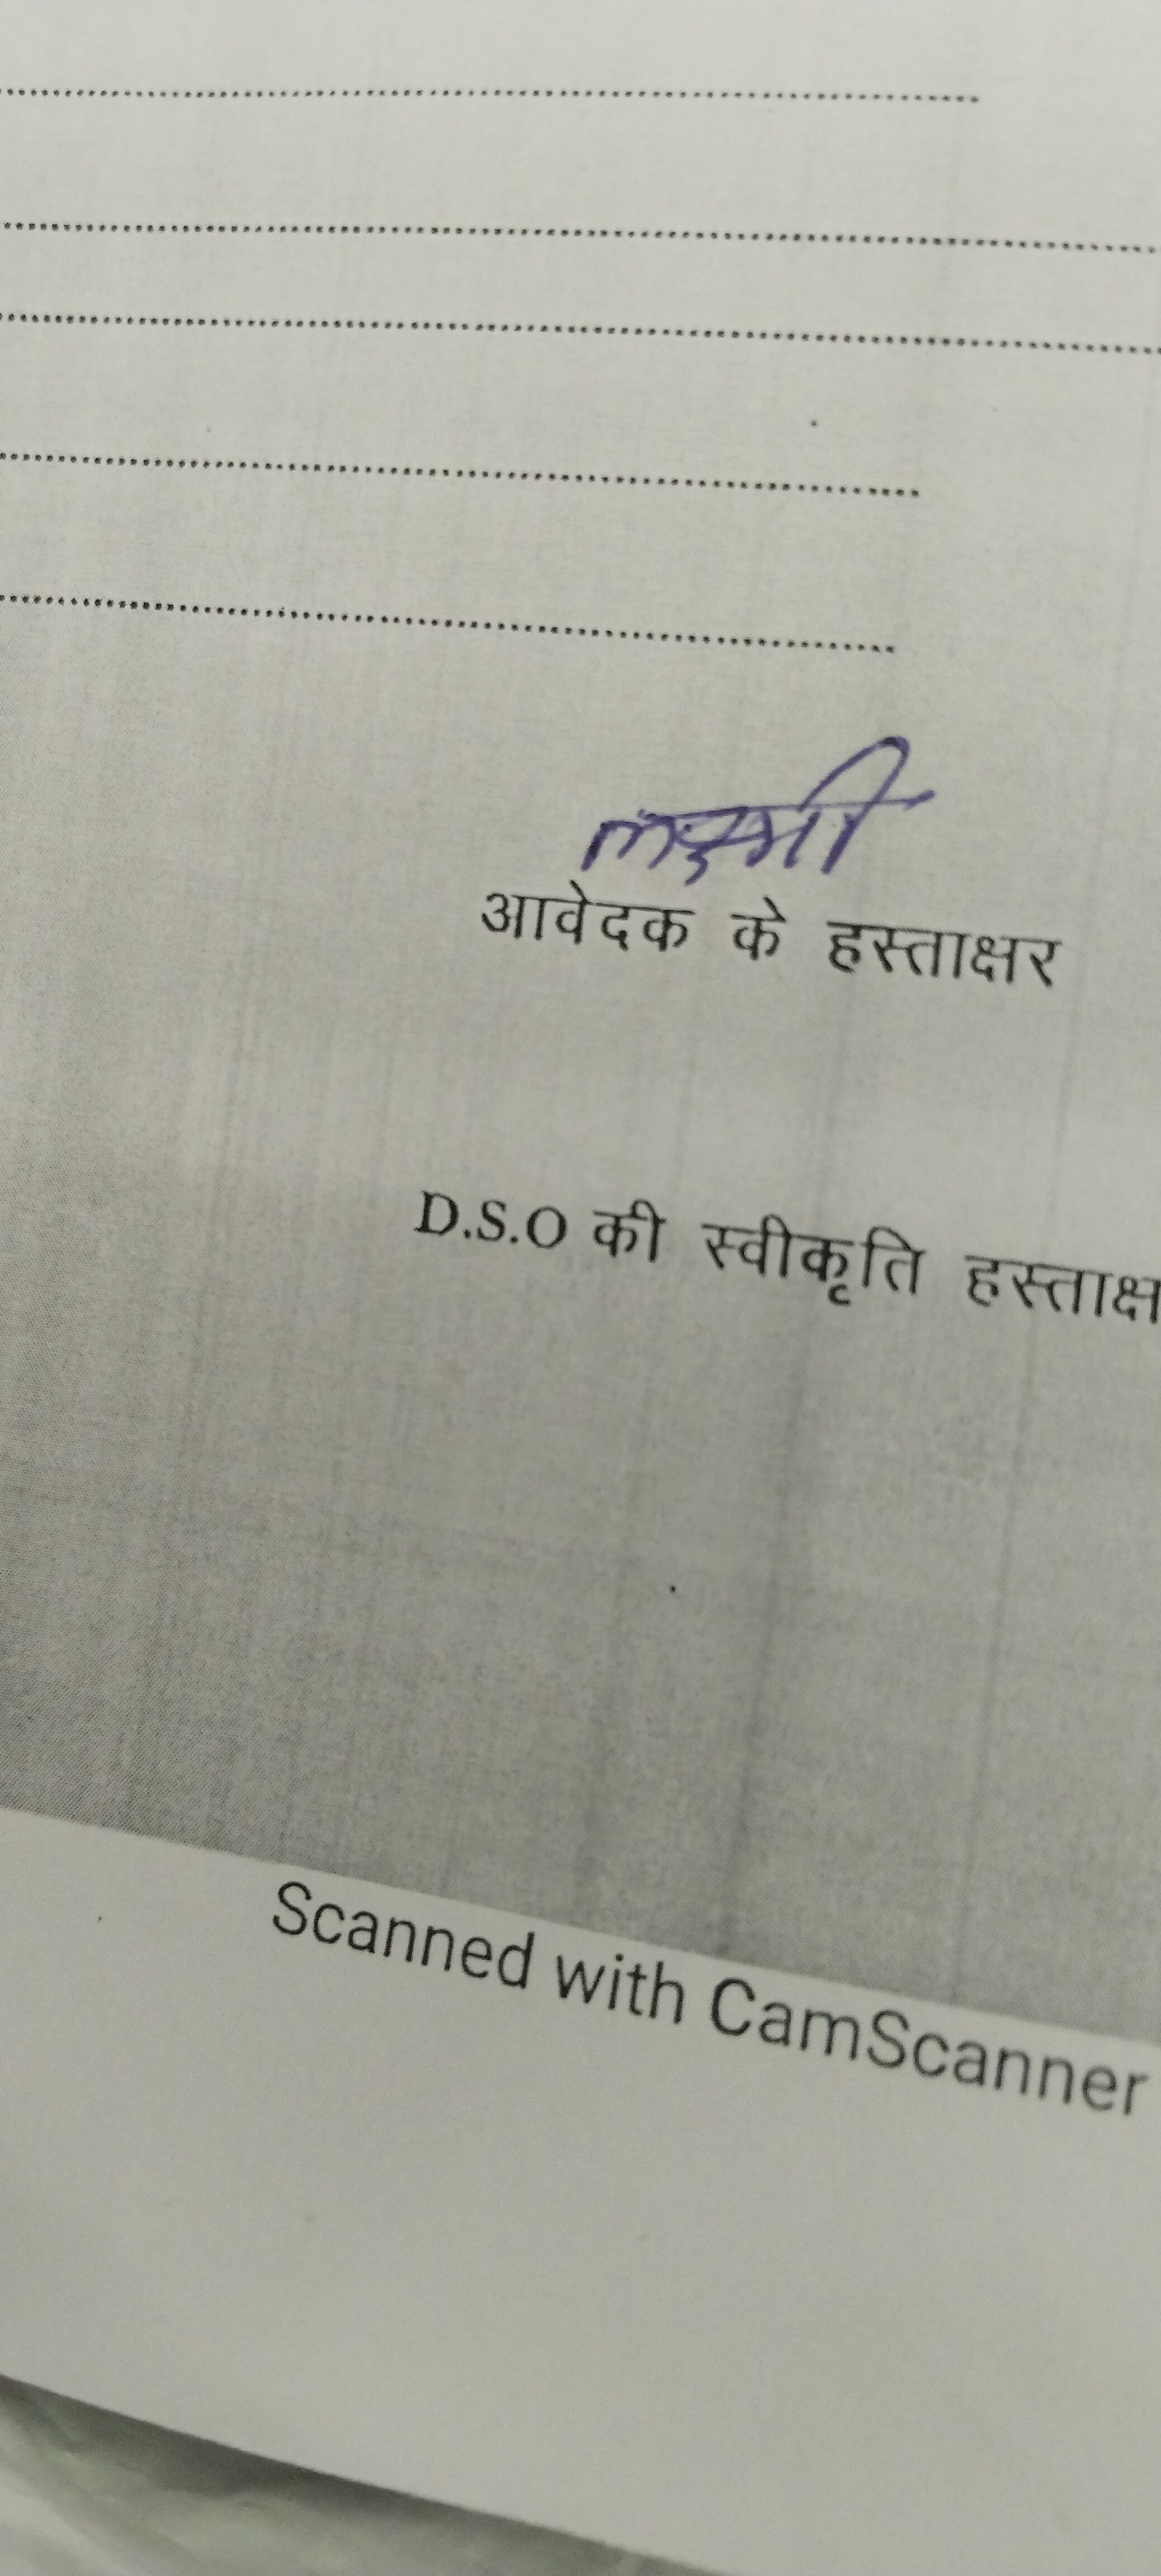 लक्ष्मी
आवेदक के हस्ताक्षर
D.S.O की स्वीकृति हस्ताक्ष
Scanned with CamScanner